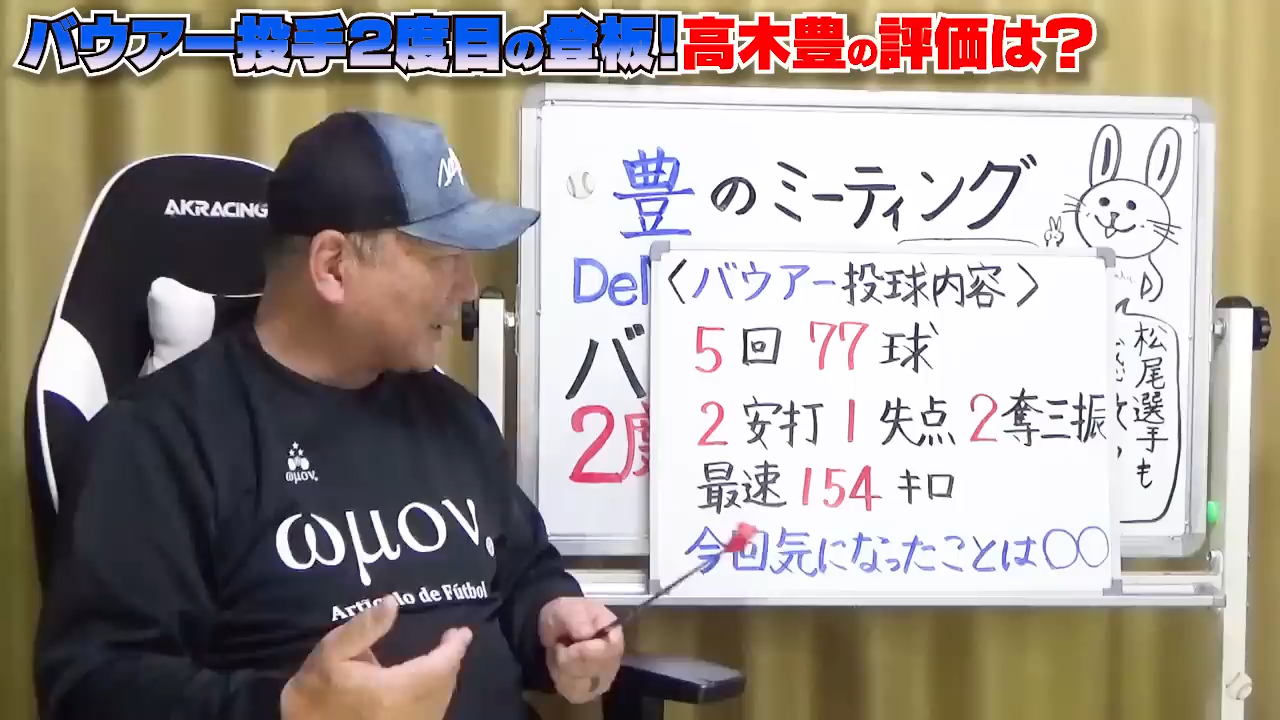 バウアー投手2度目の登板!高木豊の評価は?
AKRACING
豊のミーティング
DeN
バ
2度
〈バウアー投球内容〉
5回 77球
2安打 1失点 2奪三振
最速 154キロ
今回気になったことは〇〇
松尾選手も
ωμον.
ωμον.
Artículo de Fútbol